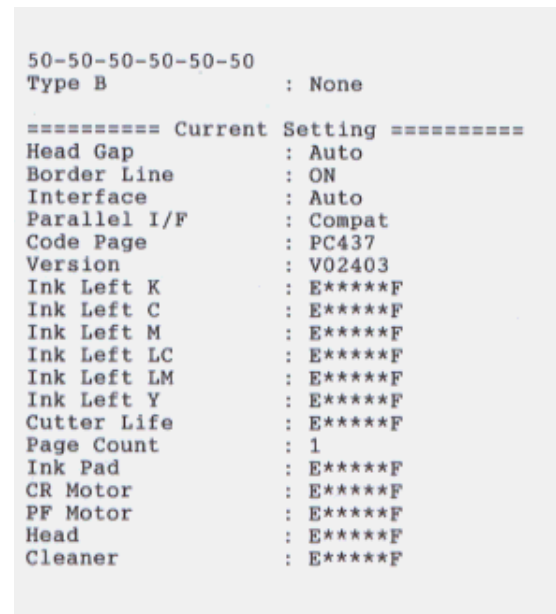 50-50-50-50-50-50
Type B : None
========== Current Setting ==========
Head Gap : Auto
Border Line : ON
Interface : Auto
Parallel I/F : Compat
Code Page : PC437
Version : V02403
Ink Left K : E*****F
Ink Left C : E*****F
Ink Left M : E*****F
Ink Left LC : E*****F
Ink Left LM : E*****F
Ink Left Y : E*****F
Cutter Life : E*****F
Page Count : 1
Ink Pad : E*****F
CR Motor : E*****F
PF Motor : E*****F
Head : E*****F
Cleaner : E*****F